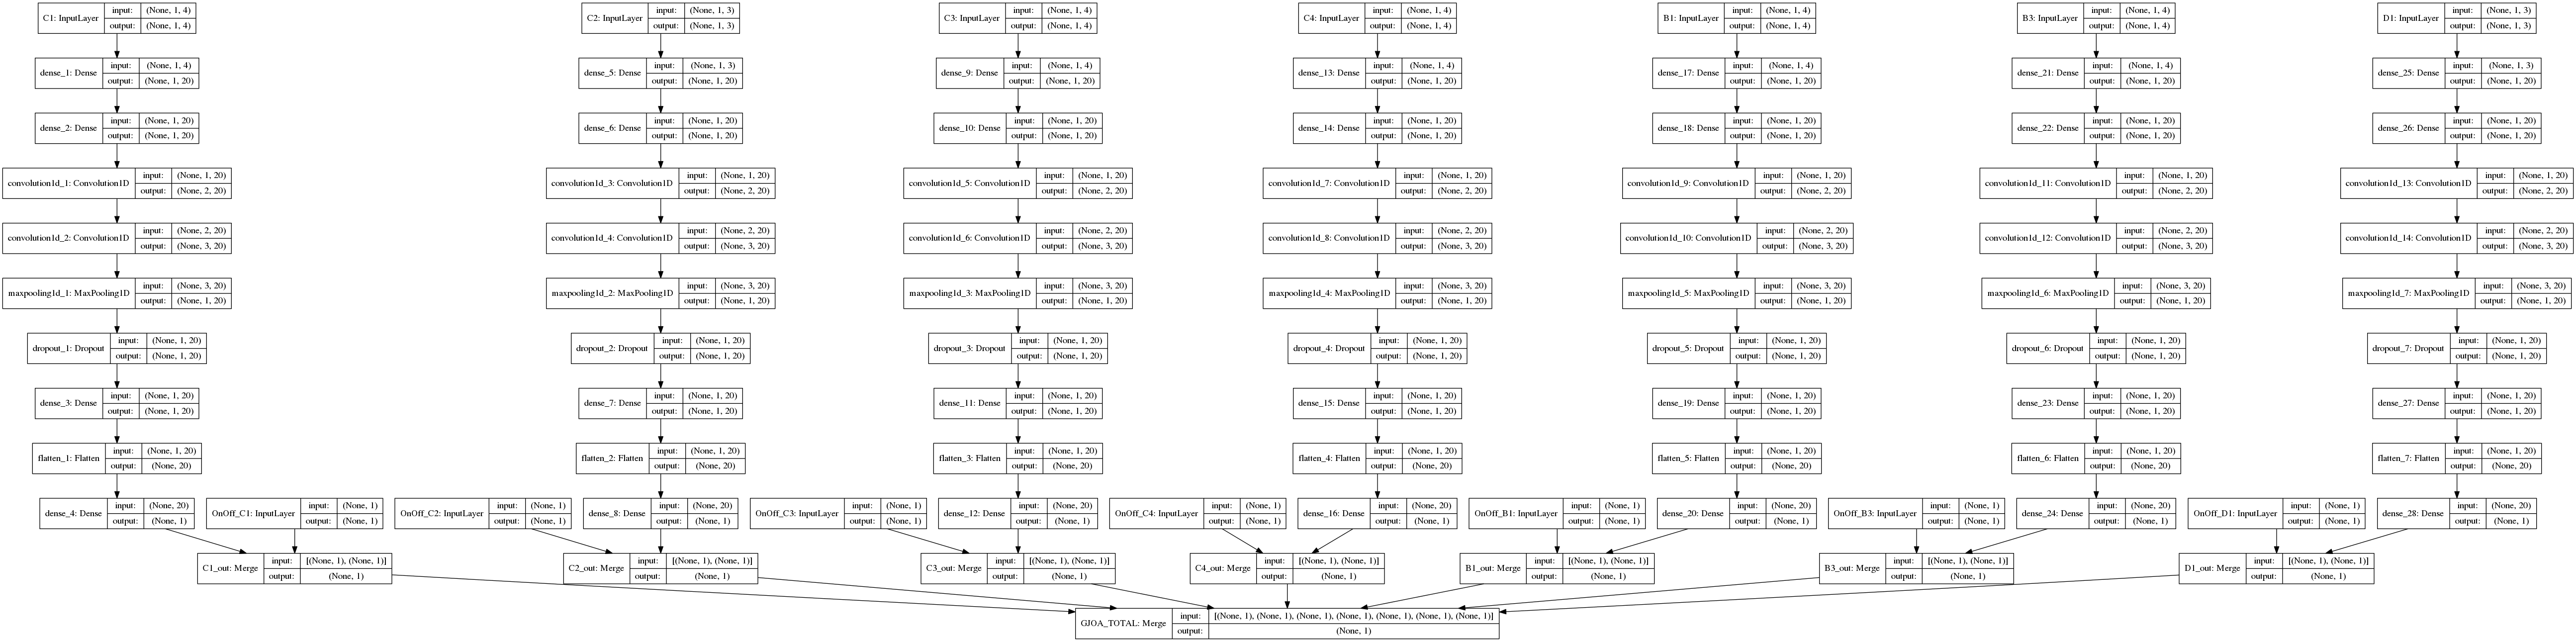 C1: InputLayer input: (None, 1, 4) output: (None, 1, 4)
C2: InputLayer input: (None, 1, 3) output: (None, 1, 3)
C3: InputLayer input: (None, 1, 4) output: (None, 1, 4)
C4: InputLayer input: (None, 1, 4) output: (None, 1, 4)
B1: InputLayer input: (None, 1, 4) output: (None, 1, 4)
B3: InputLayer input: (None, 1, 4) output: (None, 1, 4)
D1: InputLayer input: (None, 1, 3) output: (None, 1, 3)
dense_1: Dense input: (None, 1, 4) output: (None, 1, 20)
dense_5: Dense input: (None, 1, 3) output: (None, 1, 20)
dense_9: Dense input: (None, 1, 4) output: (None, 1, 20)
dense_13: Dense input: (None, 1, 4) output: (None, 1, 20)
dense_17: Dense input: (None, 1, 4) output: (None, 1, 20)
dense_21: Dense input: (None, 1, 4) output: (None, 1, 20)
dense_25: Dense input: (None, 1, 3) output: (None, 1, 20)
dense_2: Dense input: (None, 1, 20) output: (None, 1, 20)
dense_6: Dense input: (None, 1, 20) output: (None, 1, 20)
dense_10: Dense input: (None, 1, 20) output: (None, 1, 20)
dense_14: Dense input: (None, 1, 20) output: (None, 1, 20)
dense_18: Dense input: (None, 1, 20) output: (None, 1, 20)
dense_22: Dense input: (None, 1, 20) output: (None, 1, 20)
dense_26: Dense input: (None, 1, 20) output: (None, 1, 20)
convolution1d_1: Convolution1D input: (None, 1, 20) output: (None, 2, 20)
convolution1d_3: Convolution1D input: (None, 1, 20) output: (None, 2, 20)
convolution1d_5: Convolution1D input: (None, 1, 20) output: (None, 2, 20)
convolution1d_7: Convolution1D input: (None, 1, 20) output: (None, 2, 20)
convolution1d_9: Convolution1D input: (None, 1, 20) output: (None, 2, 20)
convolution1d_11: Convolution1D input: (None, 1, 20) output: (None, 2, 20)
convolution1d_13: Convolution1D input: (None, 1, 20) output: (None, 2, 20)
convolution1d_2: Convolution1D input: (None, 2, 20) output: (None, 3, 20)
convolution1d_4: Convolution1D input: (None, 2, 20) output: (None, 3, 20)
convolution1d_6: Convolution1D input: (None, 2, 20) output: (None, 3, 20)
convolution1d_8: Convolution1D input: (None, 2, 20) output: (None, 3, 20)
convolution1d_10: Convolution1D input: (None, 2, 20) output: (None, 3, 20)
convolution1d_12: Convolution1D input: (None, 2, 20) output: (None, 3, 20)
convolution1d_14: Convolution1D input: (None, 2, 20) output: (None, 3, 20)
maxpooling1d_1: MaxPooling1D input: (None, 3, 20) output: (None, 1, 20)
maxpooling1d_2: MaxPooling1D input: (None, 3, 20) output: (None, 1, 20)
maxpooling1d_3: MaxPooling1D input: (None, 3, 20) output: (None, 1, 20)
maxpooling1d_4: MaxPooling1D input: (None, 3, 20) output: (None, 1, 20)
maxpooling1d_5: MaxPooling1D input: (None, 3, 20) output: (None, 1, 20)
maxpooling1d_6: MaxPooling1D input: (None, 3, 20) output: (None, 1, 20)
maxpooling1d_7: MaxPooling1D input: (None, 3, 20) output: (None, 1, 20)
dropout_1: Dropout input: (None, 1, 20) output: (None, 1, 20)
dropout_2: Dropout input: (None, 1, 20) output: (None, 1, 20)
dropout_3: Dropout input: (None, 1, 20) output: (None, 1, 20)
dropout_4: Dropout input: (None, 1, 20) output: (None, 1, 20)
dropout_5: Dropout input: (None, 1, 20) output: (None, 1, 20)
dropout_6: Dropout input: (None, 1, 20) output: (None, 1, 20)
dropout_7: Dropout input: (None, 1, 20) output: (None, 1, 20)
dense_3: Dense input: (None, 1, 20) output: (None, 1, 20)
dense_7: Dense input: (None, 1, 20) output: (None, 1, 20)
dense_11: Dense input: (None, 1, 20) output: (None, 1, 20)
dense_15: Dense input: (None, 1, 20) output: (None, 1, 20)
dense_19: Dense input: (None, 1, 20) output: (None, 1, 20)
dense_23: Dense input: (None, 1, 20) output: (None, 1, 20)
dense_27: Dense input: (None, 1, 20) output: (None, 1, 20)
flatten_1: Flatten input: (None, 1, 20) output: (None, 20)
flatten_2: Flatten input: (None, 1, 20) output: (None, 20)
flatten_3: Flatten input: (None, 1, 20) output: (None, 20)
flatten_4: Flatten input: (None, 1, 20) output: (None, 20)
flatten_5: Flatten input: (None, 1, 20) output: (None, 20)
flatten_6: Flatten input: (None, 1, 20) output: (None, 20)
flatten_7: Flatten input: (None, 1, 20) output: (None, 20)
dense_4: Dense input: (None, 20) output: (None, 1)
OnOff_C1: InputLayer input: (None, 1) output: (None, 1)
OnOff_C2: InputLayer input: (None, 1) output: (None, 1)
dense_8: Dense input: (None, 20) output: (None, 1)
OnOff_C3: InputLayer input: (None, 1) output: (None, 1)
dense_12: Dense input: (None, 20) output: (None, 1)
OnOff_C4: InputLayer input: (None, 1) output: (None, 1)
dense_16: Dense input: (None, 20) output: (None, 1)
OnOff_B1: InputLayer input: (None, 1) output: (None, 1)
dense_20: Dense input: (None, 20) output: (None, 1)
OnOff_B3: InputLayer input: (None, 1) output: (None, 1)
dense_24: Dense input: (None, 20) output: (None, 1)
OnOff_D1: InputLayer input: (None, 1) output: (None, 1)
dense_28: Dense input: (None, 20) output: (None, 1)
C1_out: Merge input: [(None, 1), (None, 1)] output: (None, 1)
C2_out: Merge input: [(None, 1), (None, 1)] output: (None, 1)
C3_out: Merge input: [(None, 1), (None, 1)] output: (None, 1)
C4_out: Merge input: [(None, 1), (None, 1)] output: (None, 1)
B1_out: Merge input: [(None, 1), (None, 1)] output: (None, 1)
B3_out: Merge input: [(None, 1), (None, 1)] output: (None, 1)
D1_out: Merge input: [(None, 1), (None, 1)] output: (None, 1)
GJOA_TOTAL: Merge input: [(None, 1), (None, 1), (None, 1), (None, 1), (None, 1), (None, 1), (None, 1)] output: (None, 1)